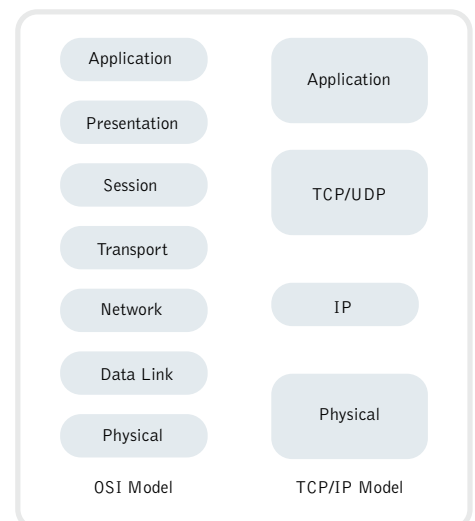 Application
Presentation
Session
Transport
Network
Data Link
Physical
OSI Model
Application
TCP/UDP
IP
Physical
TCP/IP Model